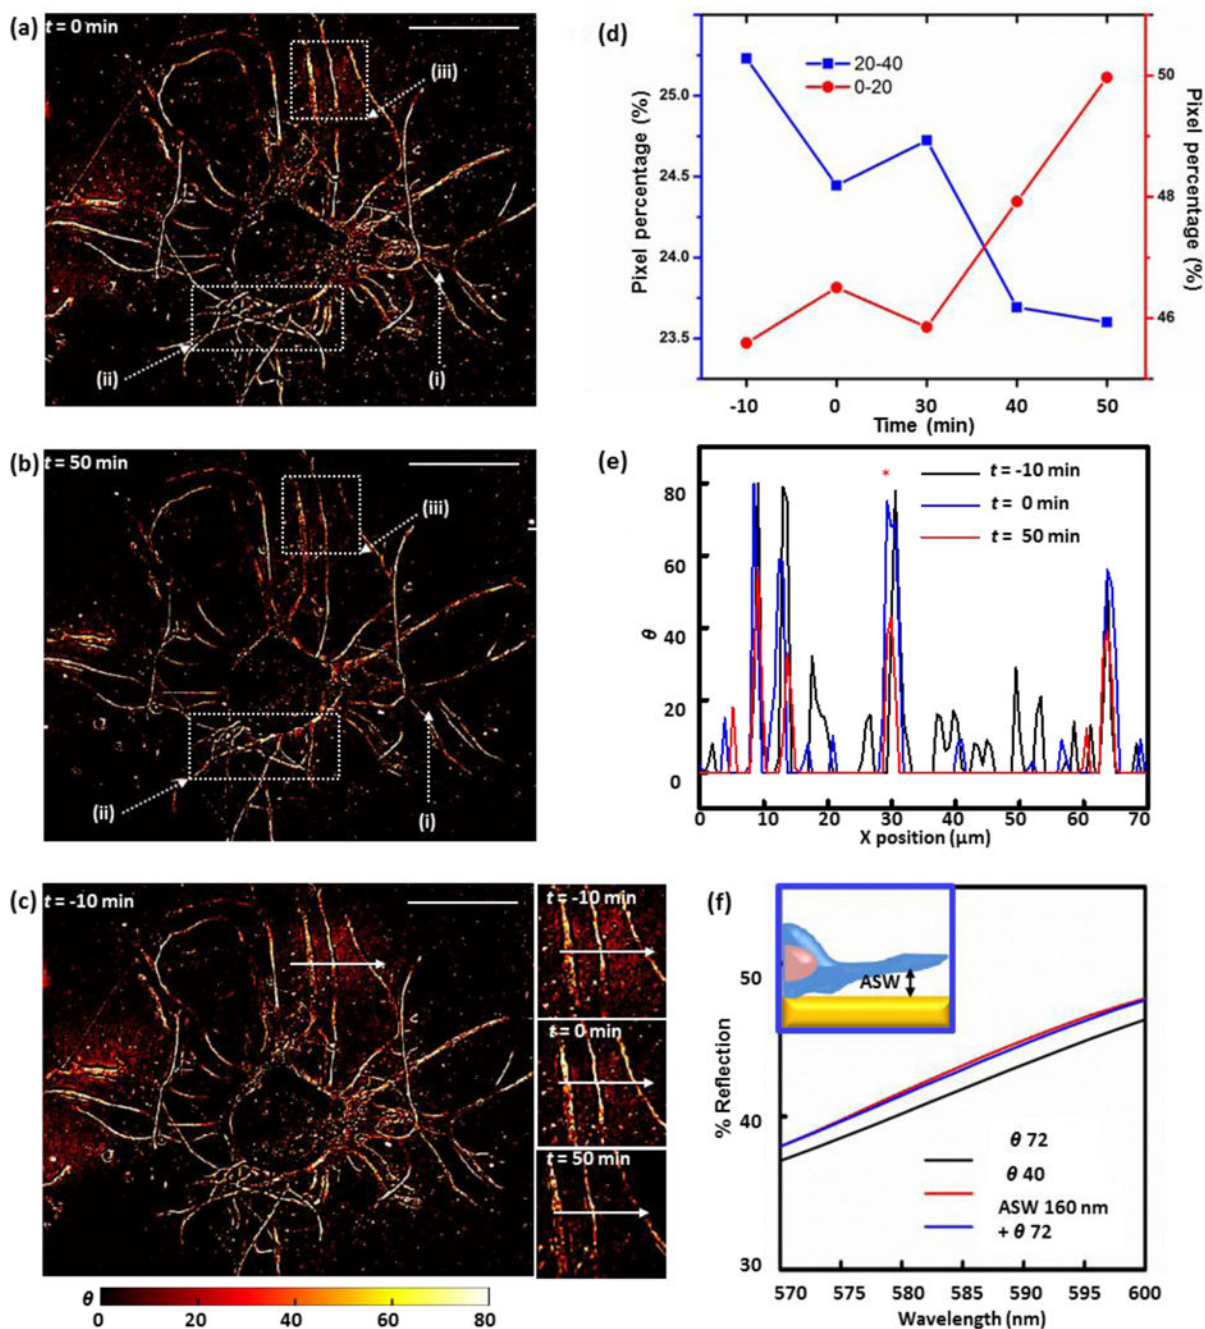 (a)
t = 0 min
(iii)
(ii)
(i)
(b)
t = 50 min
(iii)
(ii)
(i)
(c)
t = -10 min
t = -10 min
t = 0 min
t = 50 min
θ
0 20 40 60 80
(d)
20-40
0-20
Pixel percentage (%)
25.0
24.5
24.0
23.5
50
48
46
Pixel percentage
(%)
-10 0 30 40 50
Time (min)
(e)
*
t = -10 min
t = 0 min
t = 50 min
80
60
40
20
0
θ
0 10 20 30 40 50 60 70
X position (μm)
(f)
ASW
50
40
30
% Reflection
θ 72
θ 40
ASW 160 nm
+ θ 72
570 575 580 585 590 595 600
Wavelength (nm)